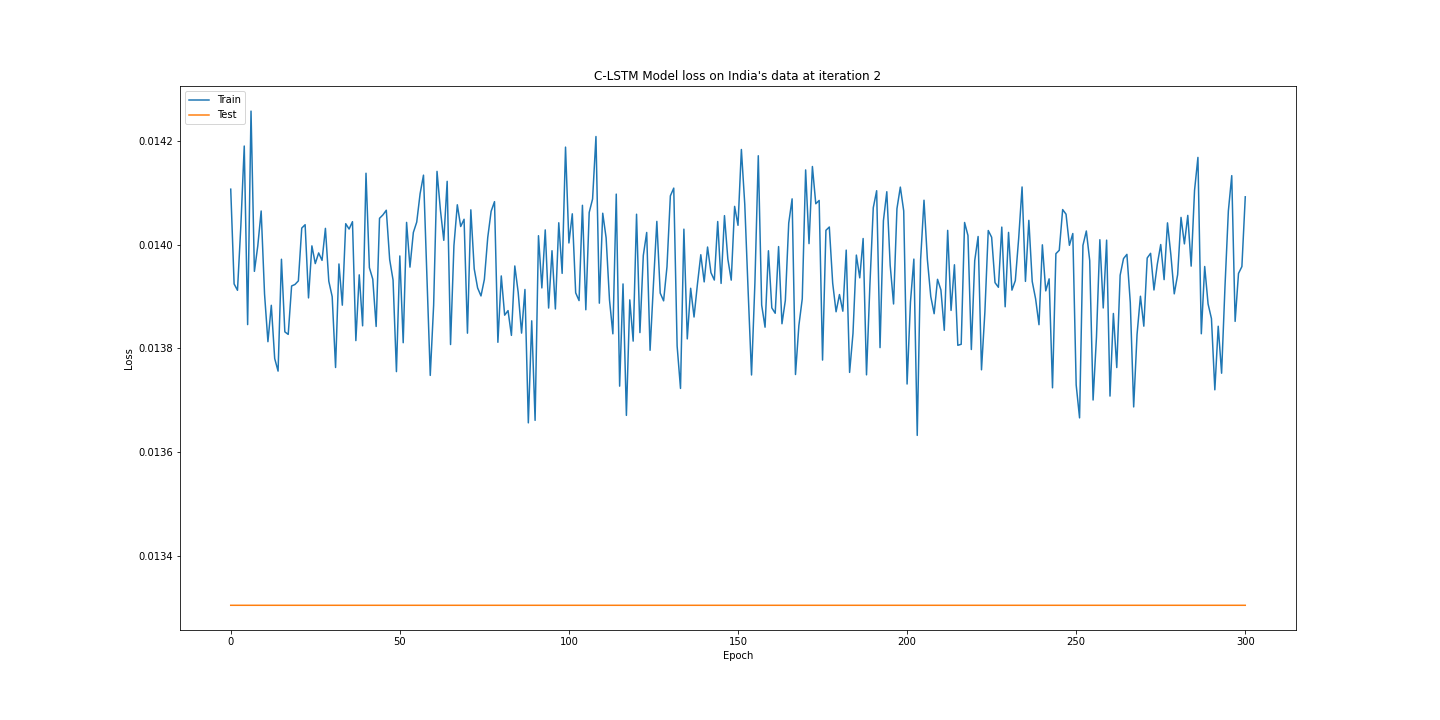 C-LSTM Model loss on India's data at iteration 2
Train
Test
0.0142
0.0140
0.0138
0.0136
0.0134
Loss
0 50 100 150 200 250 300
Epoch